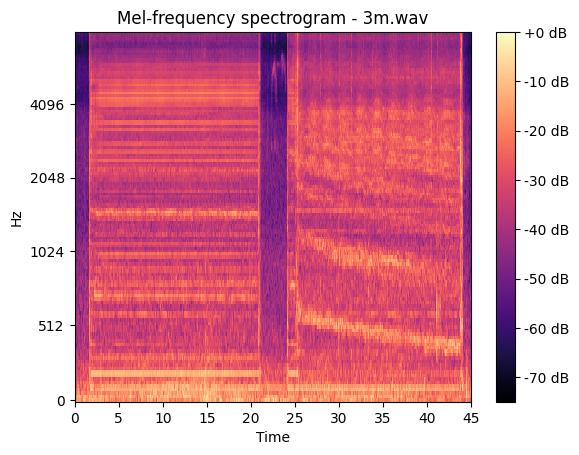 Mel-frequency spectrogram - 3m.wav
+0 dB
-10 dB
-20 dB
-30 dB
-40 dB
-50 dB
-60 dB
-70 dB
Hz
4096
2048
1024
512
0
0 5 10 15 20 25 30 35 40 45
Time